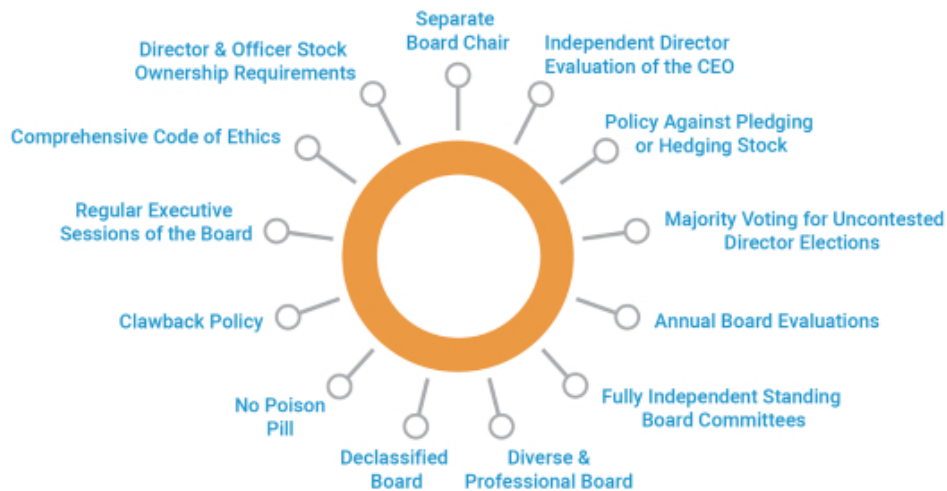 Separate
Board Chair
Independent Director
Evaluation of the CEO
Policy Against Pledging
or Hedging Stock
Majority Voting for Uncontested
Director Elections
Annual Board Evaluations
Fully Independent Standing
Board Committees
Diverse &
Professional Board
Declassified
Board
No Poison
Pill
Clawback Policy
Regular Executive
Sessions of the Board
Comprehensive Code of Ethics
Director & Officer Stock
Ownership Requirements